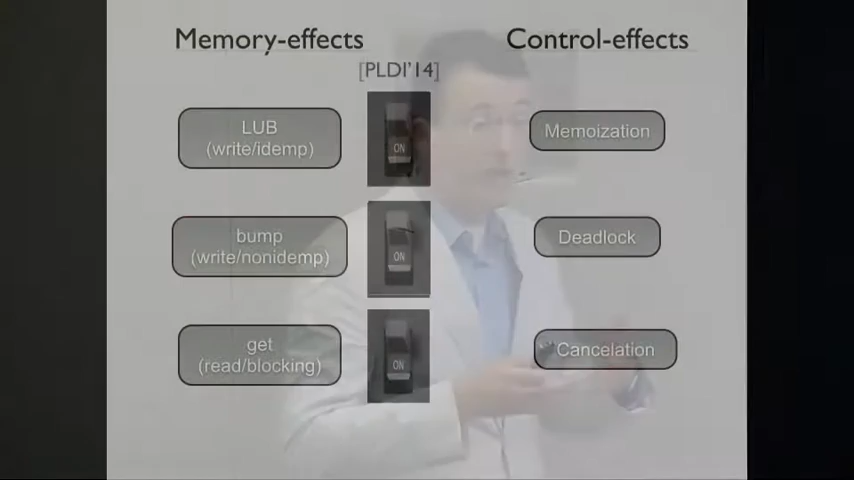 Memory-effects
Control-effects
[PLDI'14]
LUB
(write/idemp)
ON
Memoization
bump
(write/nonidemp)
ON
Deadlock
get
(read/blocking)
ON
Cancelation